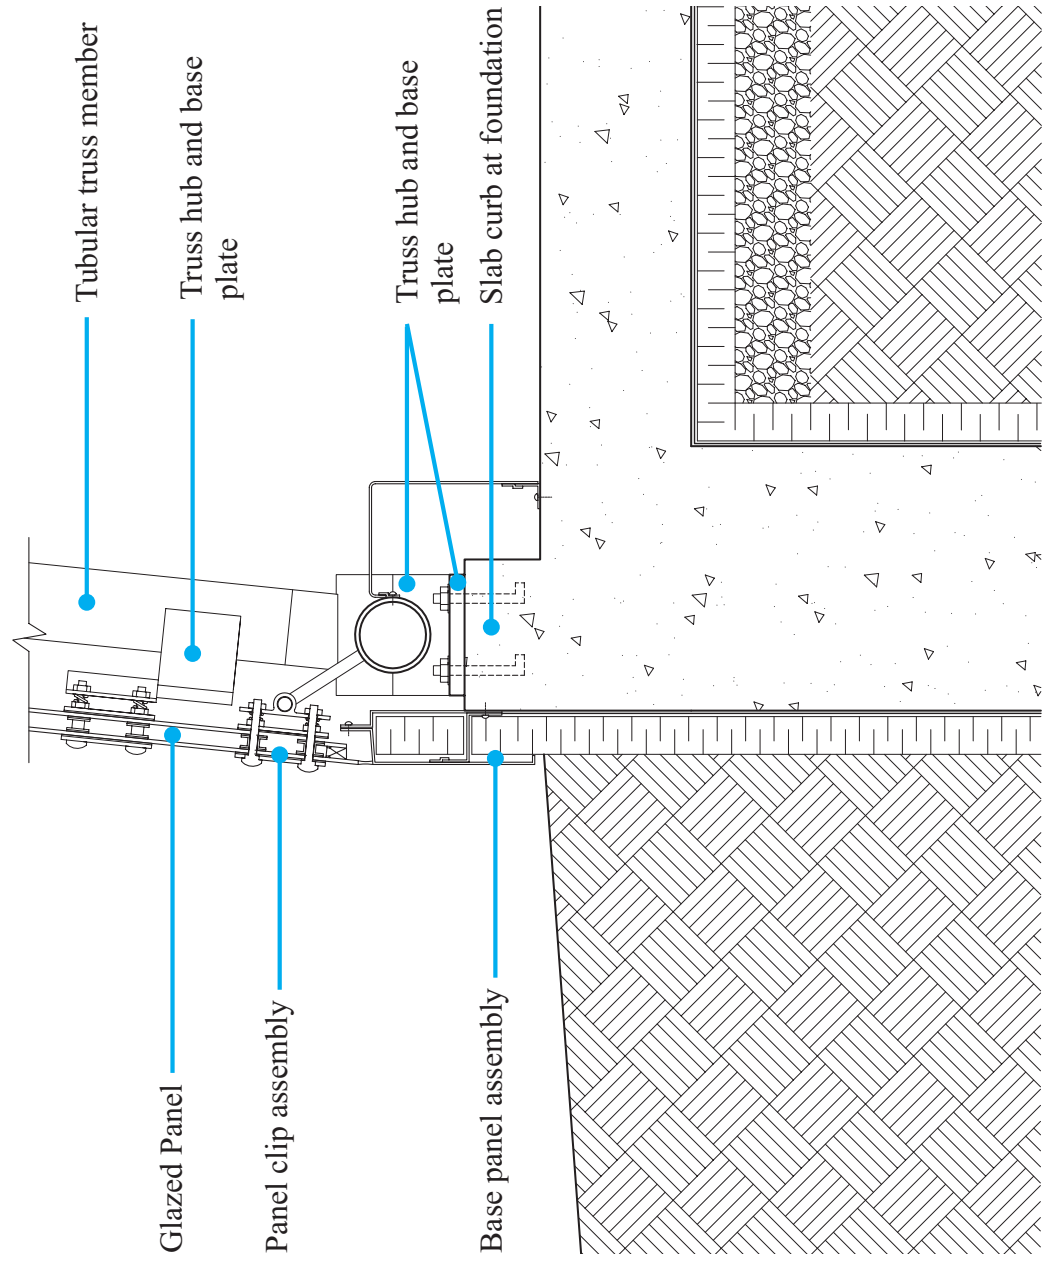 Tubular truss member
Truss hub and base
plate
Truss hub and base
plate
Slab curb at foundation
Glazed Panel
Panel clip assembly
Base panel assembly